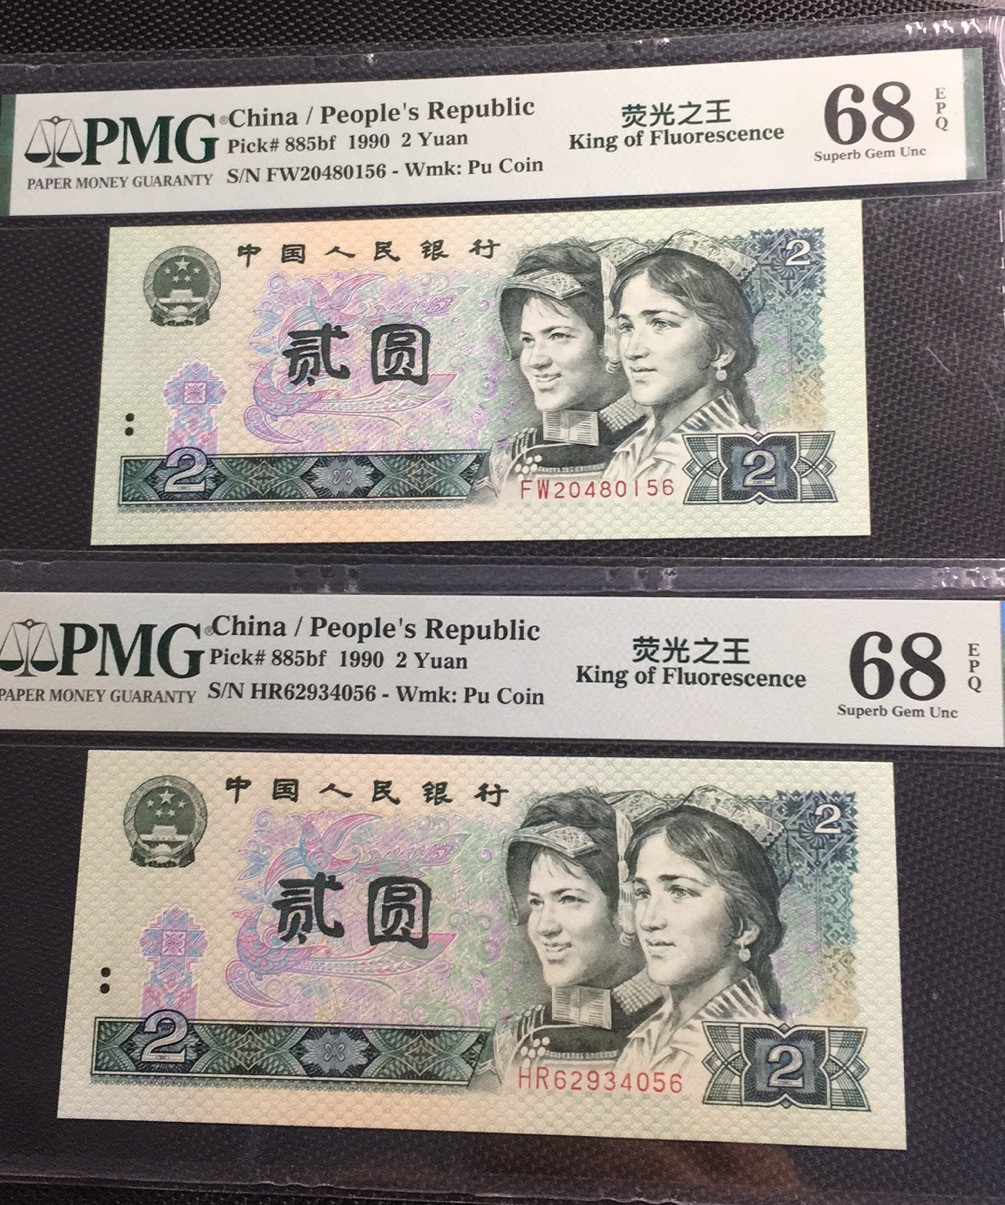 PMG®
PAPER MONEY GUARANTY
China / People's Republic
Pick# 885bf 1990 2 Yuan
S/N FW20480156 - Wmk: Pu Coin
荧光之王
King of Fluorescence
68
EPQ
Superb Gem Unc
中国人民银行
2
贰圆
2
FW20480156
2
PMG®
PAPER MONEY GUARANTY
China / People's Republic
Pick# 885bf 1990 2 Yuan
S/N HR62934056 - Wmk: Pu Coin
荧光之王
King of Fluorescence
68
EPQ
Superb Gem Unc
中国人民银行
2
贰圆
2
HR62934056
2